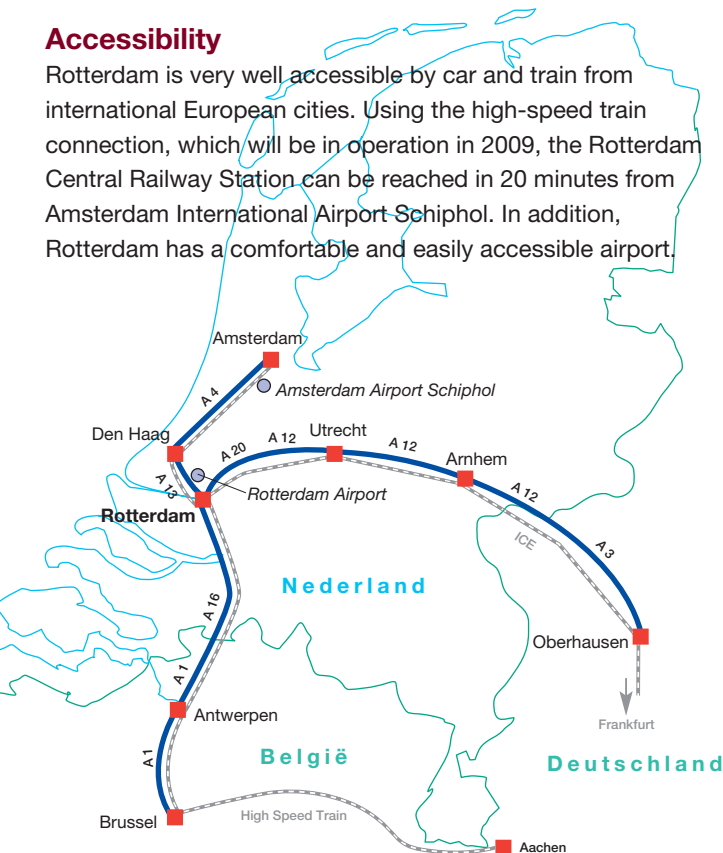 Accessibility
Rotterdam is very well accessible by car and train from
international European cities. Using the high-speed train
connection, which will be in operation in 2009, the Rotterdam
Central Railway Station can be reached in 20 minutes from
Amsterdam International Airport Schiphol. In addition,
Rotterdam has a comfortable and easily accessible airport.
Amsterdam
Amsterdam Airport Schiphol
A 4
Den Haag
A 20
A 12
Utrecht
A 12
Arnhem
A 13
Rotterdam Airport
A 12
Rotterdam
ICE
A 3
Nederland
A 16
Oberhausen
A 1
Antwerpen
Frankfurt
België
Deutschland
A 1
Brussel
High Speed Train
Aachen